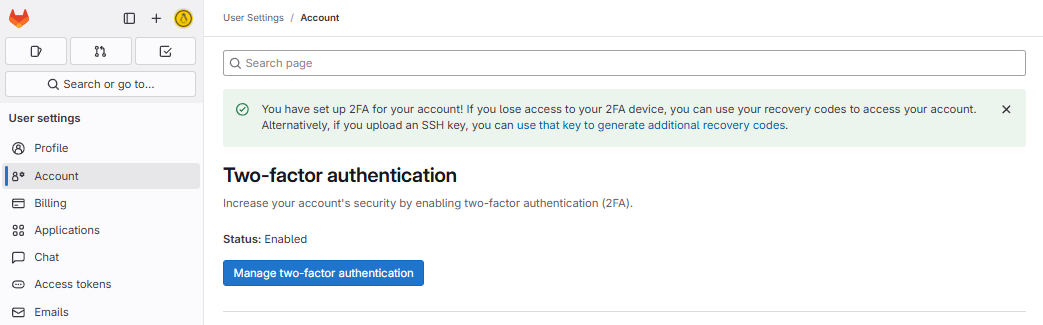 User Settings / Account
Search page
Search or go to...
You have set up 2FA for your account! If you lose access to your 2FA device, you can use your recovery codes to access your account.
Alternatively, if you upload an SSH key, you can use that key to generate additional recovery codes.
User settings
Profile
Account
Billing
Applications
Chat
Access tokens
Emails
Two-factor authentication
Increase your account's security by enabling two-factor authentication (2FA).
Status: Enabled
Manage two-factor authentication